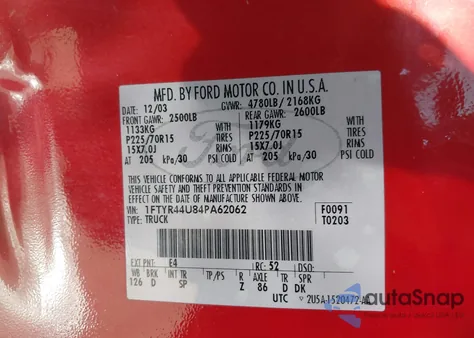 MFD. BY FORD MOTOR CO. IN U.S.A.
DATE: 12/03 GVWR: 4780LB / 2168KG
FRONT GAWR: 2500LB REAR GAWR: 2600LB
1133KG WITH 1179KG WITH
P225/70R15 TIRES P225/70R15 TIRES
15X7.0J RIMS 15X7.0J RIMS
AT 205 kPa/30 PSI COLD AT 205 kPa/30 PSI COLD
THIS VEHICLE CONFORMS TO ALL APPLICABLE FEDERAL MOTOR
VEHICLE SAFETY AND THEFT PREVENTION STANDARDS IN
EFFECT ON THE DATE OF MANUFACTURE SHOWN ABOVE.
VIN: 1FTYR44U84PA62062 F0091
TYPE: TRUCK T0203
EXT PNT: E4 RC: 52 DSO:
WB BRK INT TR TP/PS R AXLE TR SPR
126 D SP Z 86 D DK
UTC
autaSnap